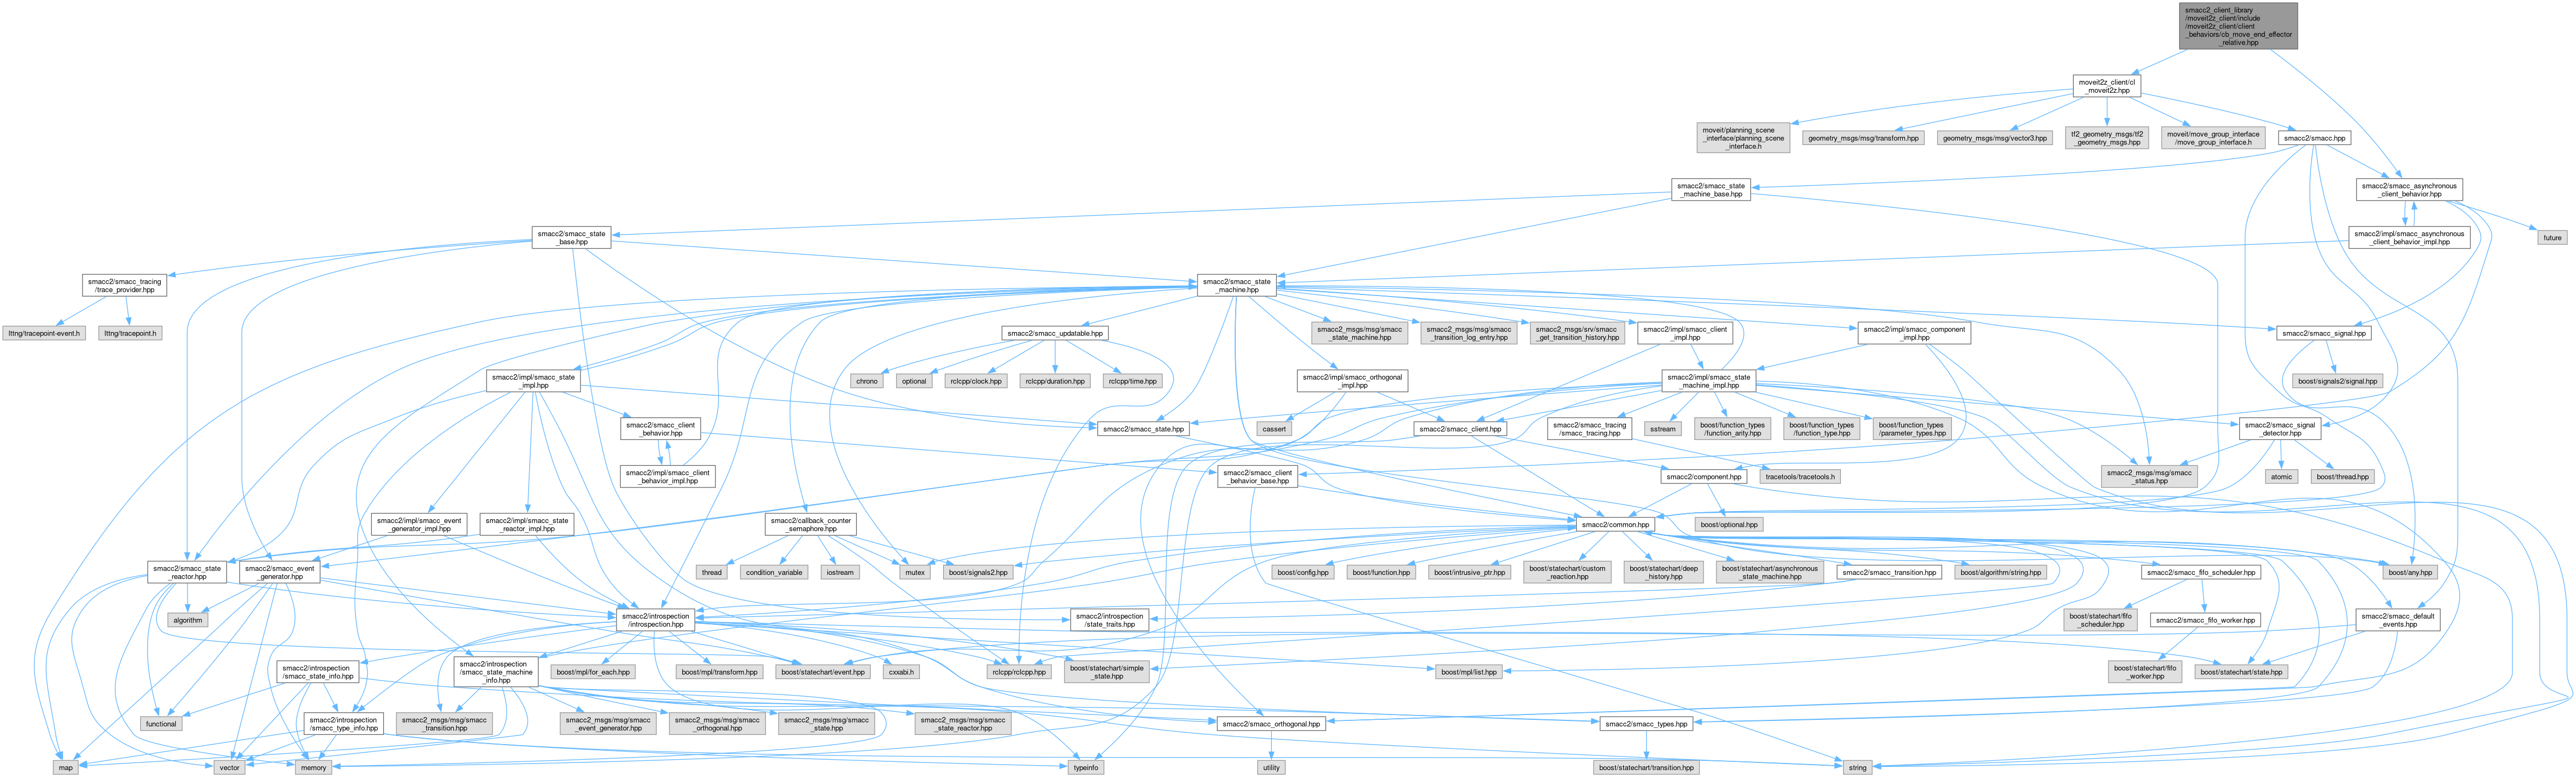 smacc2_client_library
/moveit2z_client/include
/moveit2z_client/client
_behaviors/cb_move_end_effector
_relative.hpp
moveit2z_client/cl
_moveit2z.hpp
moveit/planning_scene
_interface/planning_scene
_interface.h
geometry_msgs/msg/transform.hpp
geometry_msgs/msg/vector3.hpp
tf2_geometry_msgs/tf2
_geometry_msgs.hpp
moveit/move_group_interface
/move_group_interface.h
smacc2/smacc.hpp
smacc2/smacc_state
_machine_base.hpp
smacc2/smacc_asynchronous
_client_behavior.hpp
smacc2/smacc_state
_base.hpp
smacc2/impl/smacc_asynchronous
_client_behavior_impl.hpp
future
smacc2/smacc_tracing
/trace_provider.hpp
smacc2/smacc_state
_machine.hpp
lttng/tracepoint-event.h
lttng/tracepoint.h
smacc2/smacc_updatable.hpp
smacc2_msgs/msg/smacc
_state_machine.hpp
smacc2_msgs/msg/smacc
_transition_log_entry.hpp
smacc2_msgs/srv/smacc
_get_transition_history.hpp
smacc2/impl/smacc_client
_impl.hpp
smacc2/impl/smacc_component
_impl.hpp
smacc2/smacc_signal.hpp
smacc2/impl/smacc_state
_impl.hpp
chrono
optional
rclcpp/clock.hpp
rclcpp/duration.hpp
rclcpp/time.hpp
smacc2/impl/smacc_orthogonal
_impl.hpp
smacc2/impl/smacc_state
_machine_impl.hpp
boost/signals2/signal.hpp
smacc2/smacc_client
_behavior.hpp
smacc2/smacc_state.hpp
cassert
smacc2/smacc_client.hpp
smacc2/smacc_tracing
/smacc_tracing.hpp
sstream
boost/function_types
/function_arity.hpp
boost/function_types
/function_type.hpp
boost/function_types
/parameter_types.hpp
smacc2/smacc_signal
_detector.hpp
smacc2/impl/smacc_client
_behavior_impl.hpp
smacc2/smacc_client
_behavior_base.hpp
smacc2/component.hpp
tracetools/tracetools.h
smacc2_msgs/msg/smacc
_status.hpp
atomic
boost/thread.hpp
smacc2/impl/smacc_event
_generator_impl.hpp
smacc2/impl/smacc_state
_reactor_impl.hpp
smacc2/callback_counter
_semaphore.hpp
smacc2/common.hpp
boost/optional.hpp
smacc2/smacc_state
_reactor.hpp
smacc2/smacc_event
_generator.hpp
thread
condition_variable
iostream
mutex
boost/signals2.hpp
boost/config.hpp
boost/function.hpp
boost/intrusive_ptr.hpp
boost/statechart/custom
_reaction.hpp
boost/statechart/deep
_history.hpp
boost/statechart/asynchronous
_state_machine.hpp
smacc2/smacc_transition.hpp
boost/algorithm/string.hpp
smacc2/smacc_fifo_scheduler.hpp
boost/any.hpp
algorithm
smacc2/introspection
/introspection.hpp
smacc2/introspection
/state_traits.hpp
boost/statechart/fifo
_scheduler.hpp
smacc2/smacc_fifo_worker.hpp
smacc2/smacc_default
_events.hpp
smacc2/introspection
/smacc_state_info.hpp
smacc2/introspection
/smacc_state_machine
_info.hpp
boost/mpl/for_each.hpp
boost/mpl/transform.hpp
boost/statechart/event.hpp
cxxabi.h
rclcpp/rclcpp.hpp
boost/statechart/simple
_state.hpp
boost/mpl/list.hpp
boost/statechart/fifo
_worker.hpp
boost/statechart/state.hpp
functional
smacc2/introspection
/smacc_type_info.hpp
smacc2_msgs/msg/smacc
_transition.hpp
smacc2_msgs/msg/smacc
_event_generator.hpp
smacc2_msgs/msg/smacc
_orthogonal.hpp
smacc2_msgs/msg/smacc
_state.hpp
smacc2_msgs/msg/smacc
_state_reactor.hpp
smacc2/smacc_orthogonal.hpp
smacc2/smacc_types.hpp
map
vector
memory
typeinfo
utility
boost/statechart/transition.hpp
string